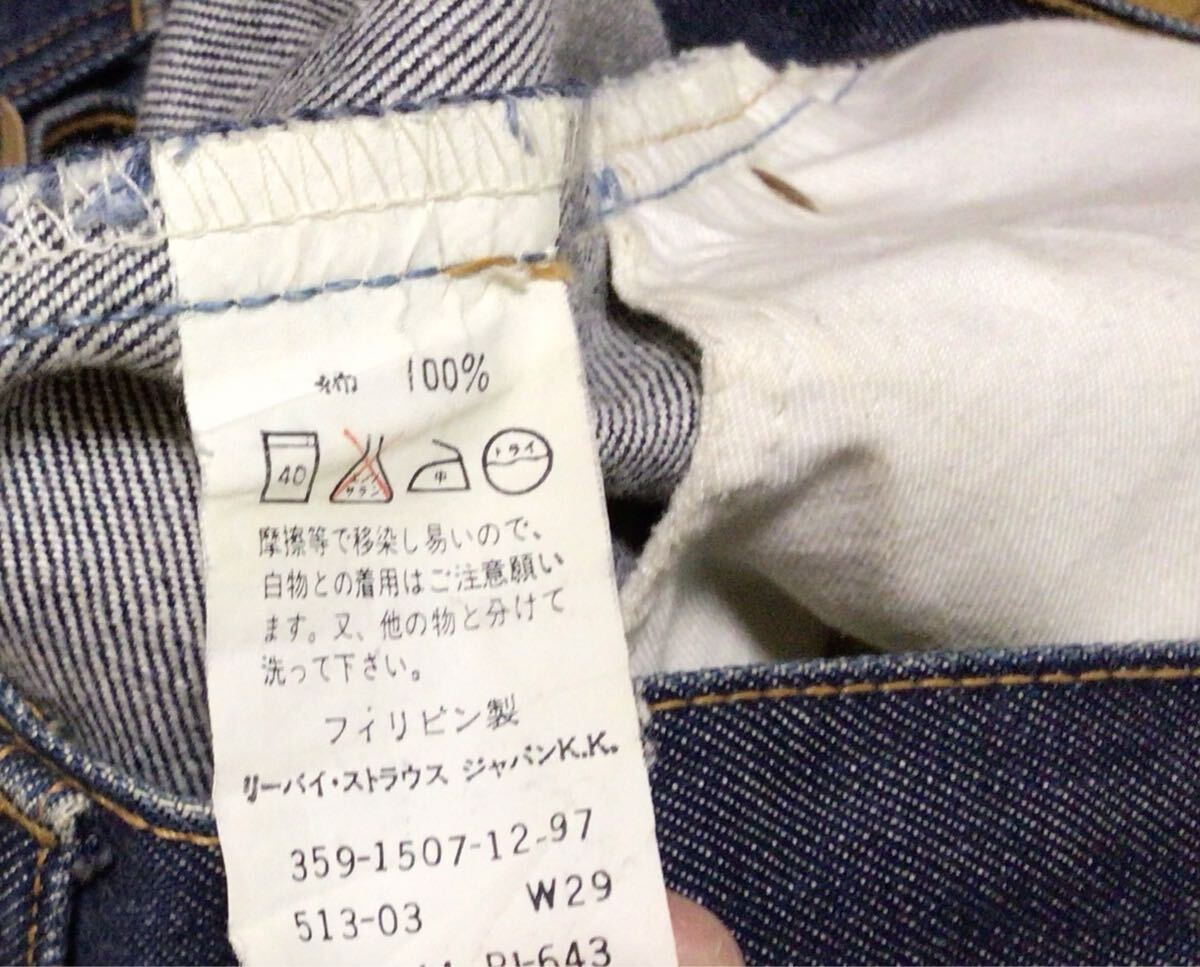 綿 100%
40 サラシ 中 ドライ
摩擦等で移染し易いので、
白物との着用はご注意願い
ます。又、他の物と分けて
洗って下さい。
フィリピン製
リーバイ・ストラウス ジャパンK.K.
359-1507-12-97
513-03 W29
PJ-643